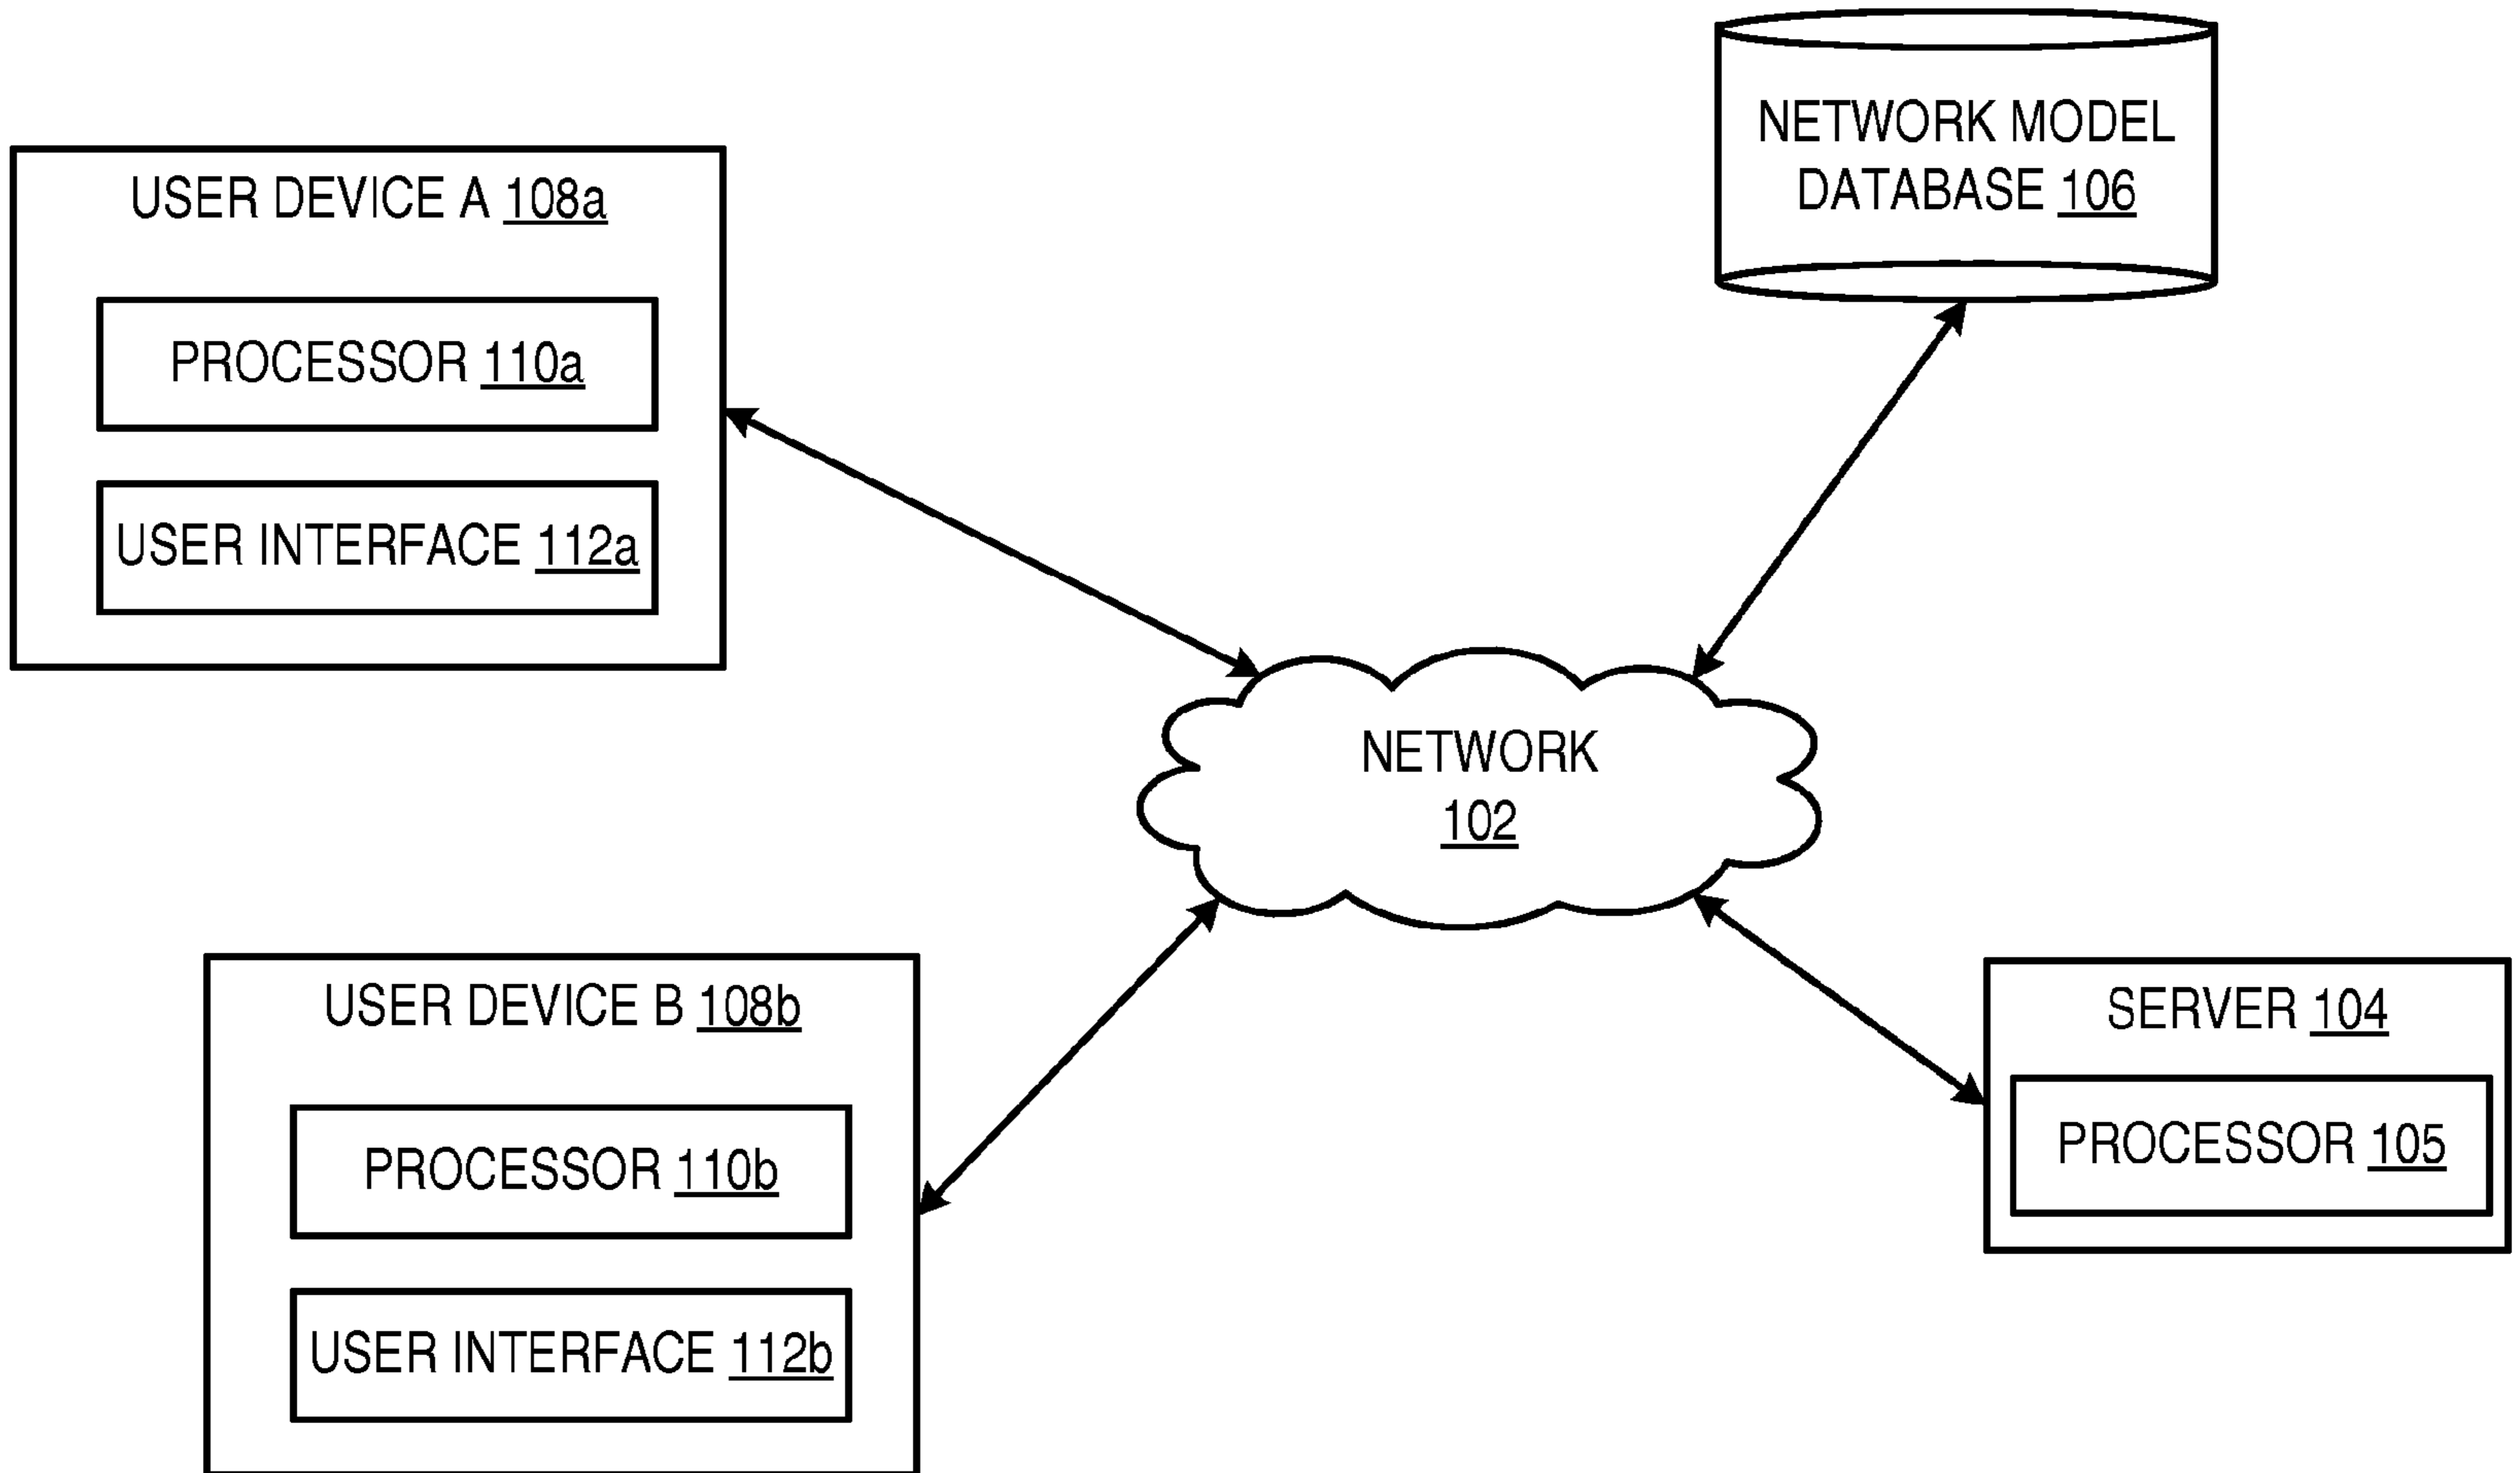 NETWORK MODEL
DATABASE 106
USER DEVICE A 108a
PROCESSOR 110a
USER INTERFACE 112a
NETWORK
102
USER DEVICE B 108b
PROCESSOR 110b
USER INTERFACE 112b
SERVER 104
PROCESSOR 105